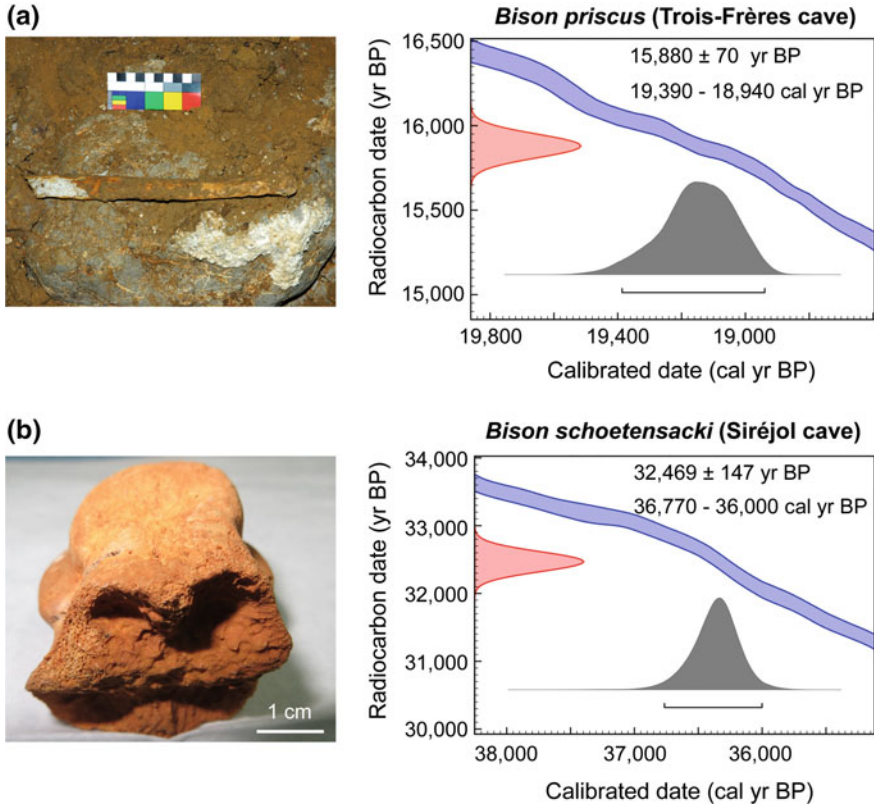 (a)
Bison priscus (Trois-Frères cave)
16,500
16,000
15,500
15,000
Radiocarbon date (yr BP)
15,880 ± 70 yr BP
19,390 - 18,940 cal yr BP
19,800
19,400
19,000
Calibrated date (cal yr BP)
(b)
1 cm
Bison schoetensacki (Siréjol cave)
34,000
33,000
32,000
31,000
30,000
Radiocarbon date (yr BP)
32,469 ± 147 yr BP
36,770 - 36,000 cal yr BP
38,000
37,000
36,000
Calibrated date (cal yr BP)